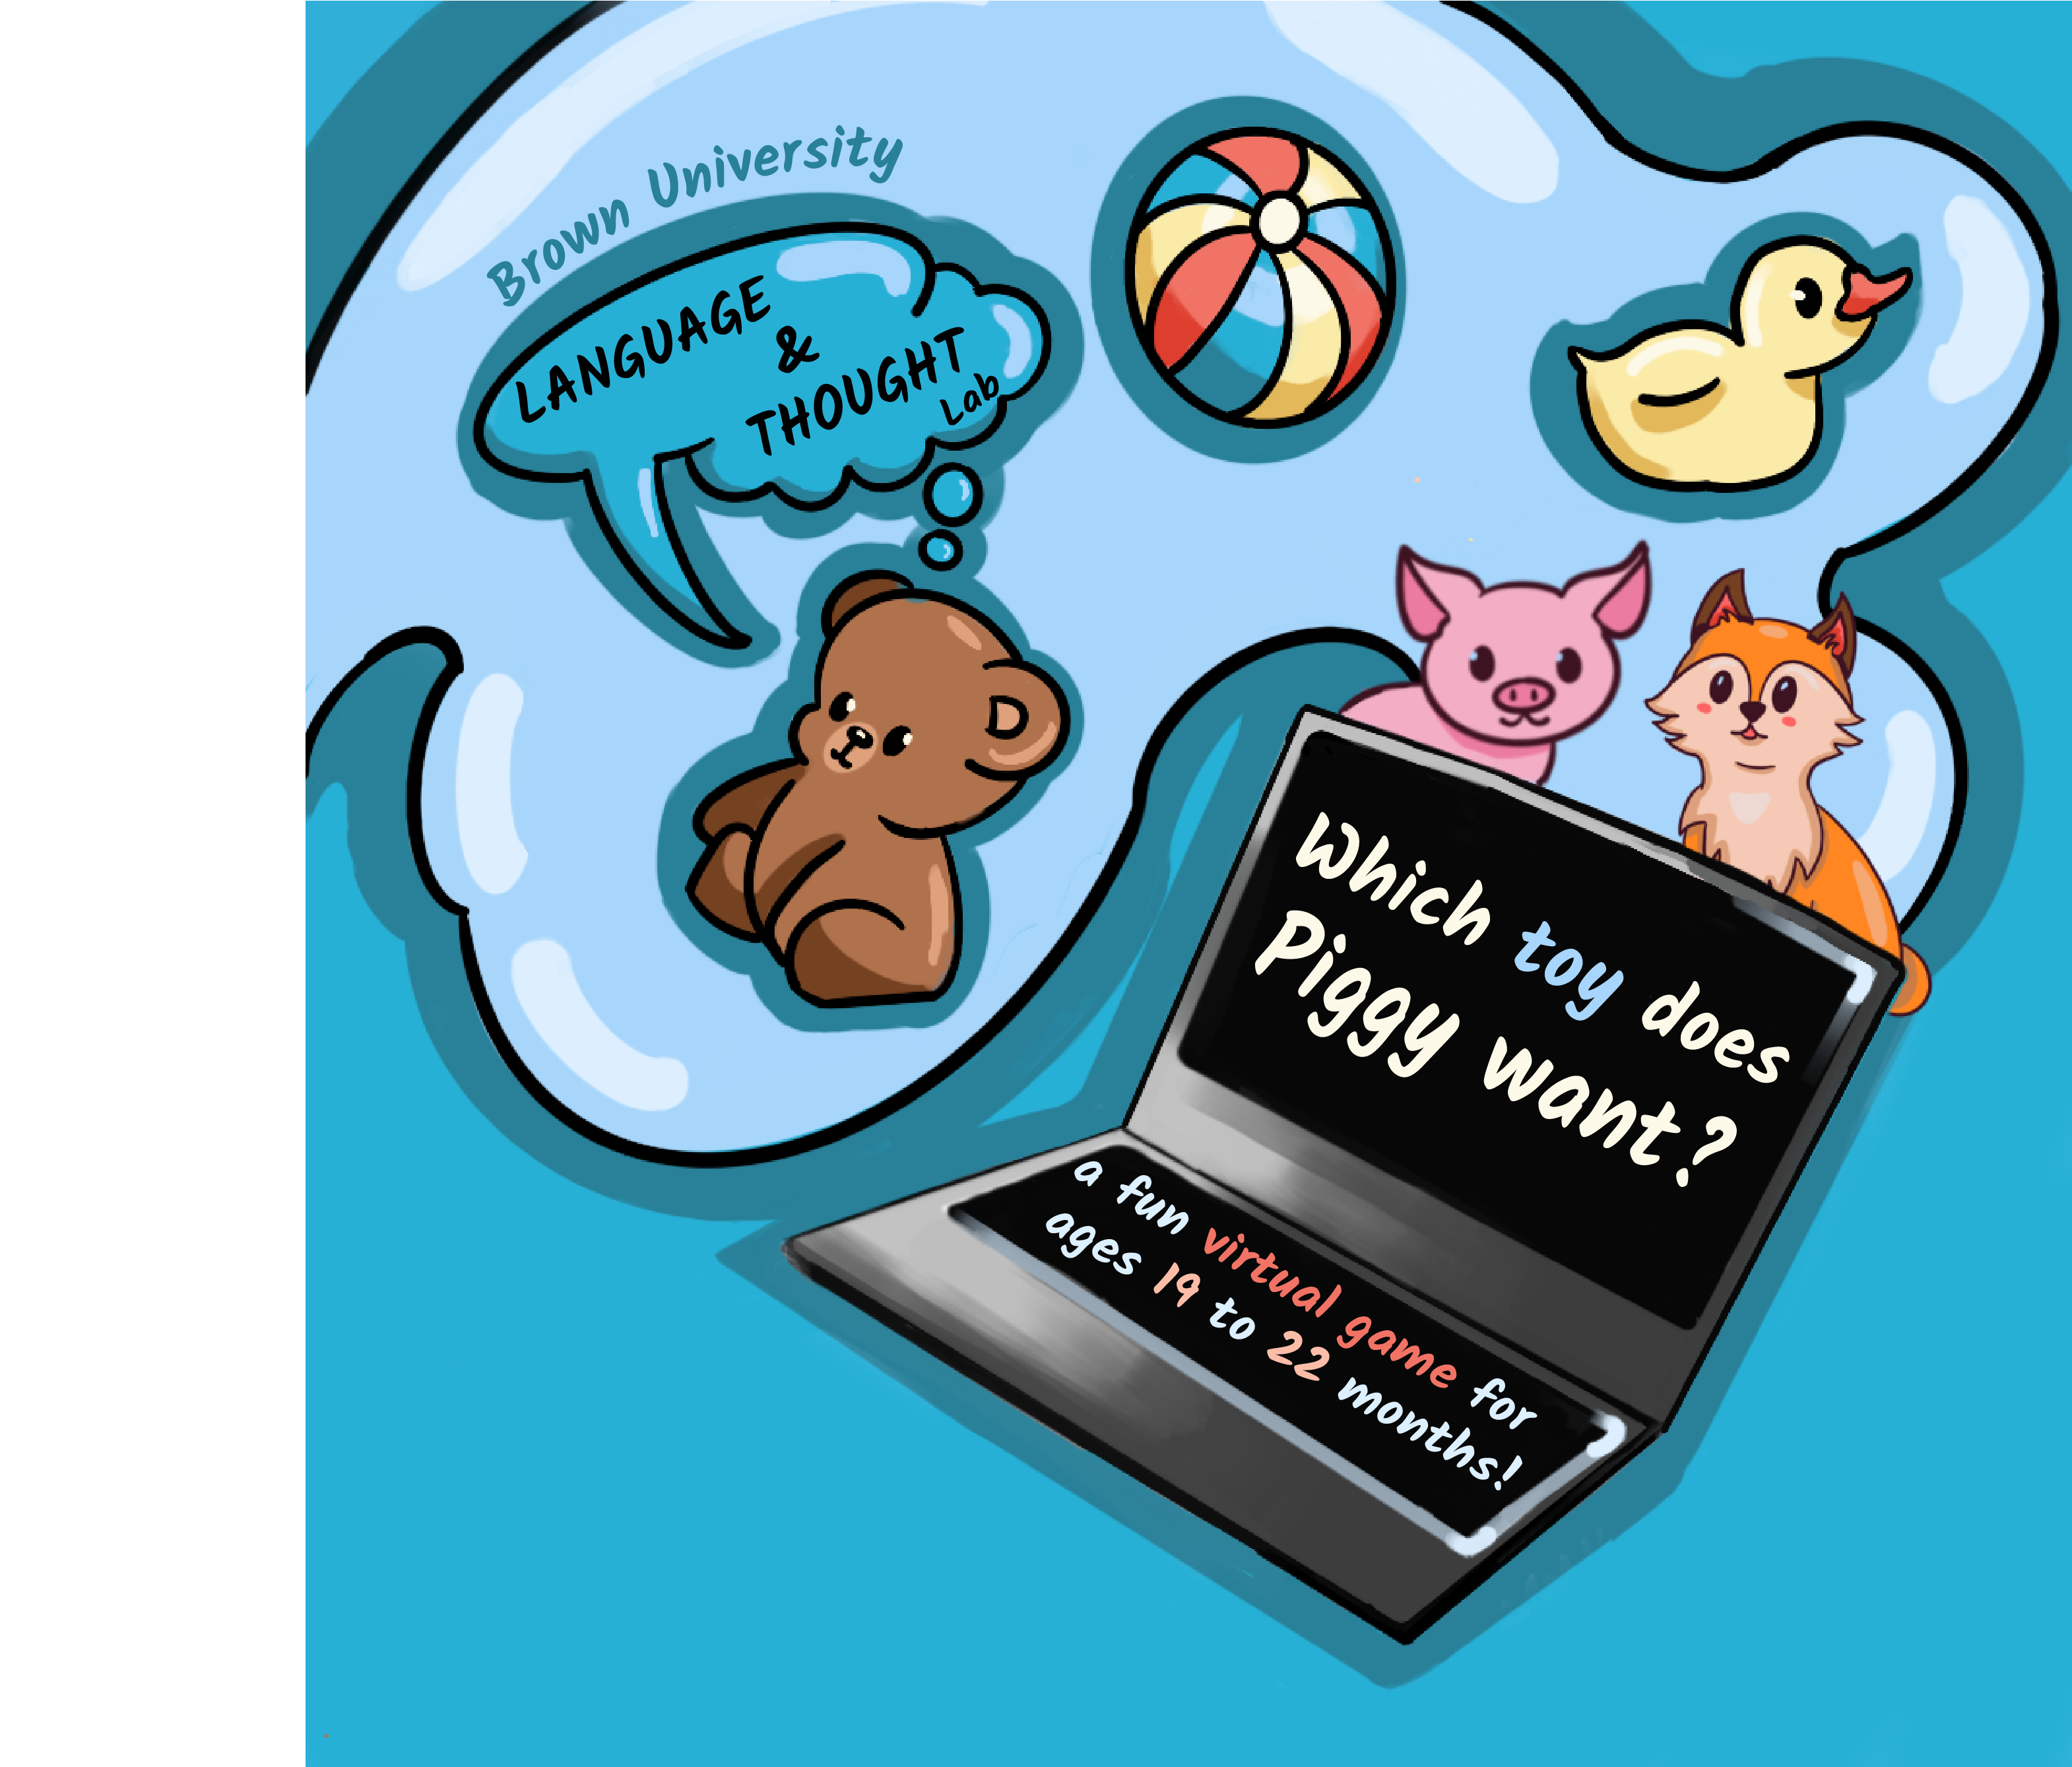 Brown University
LANGUAGE
&
THOUGHT
Lab
Which toy does
Piggy want?
a fun virtual game for
ages 19 to 22 months!